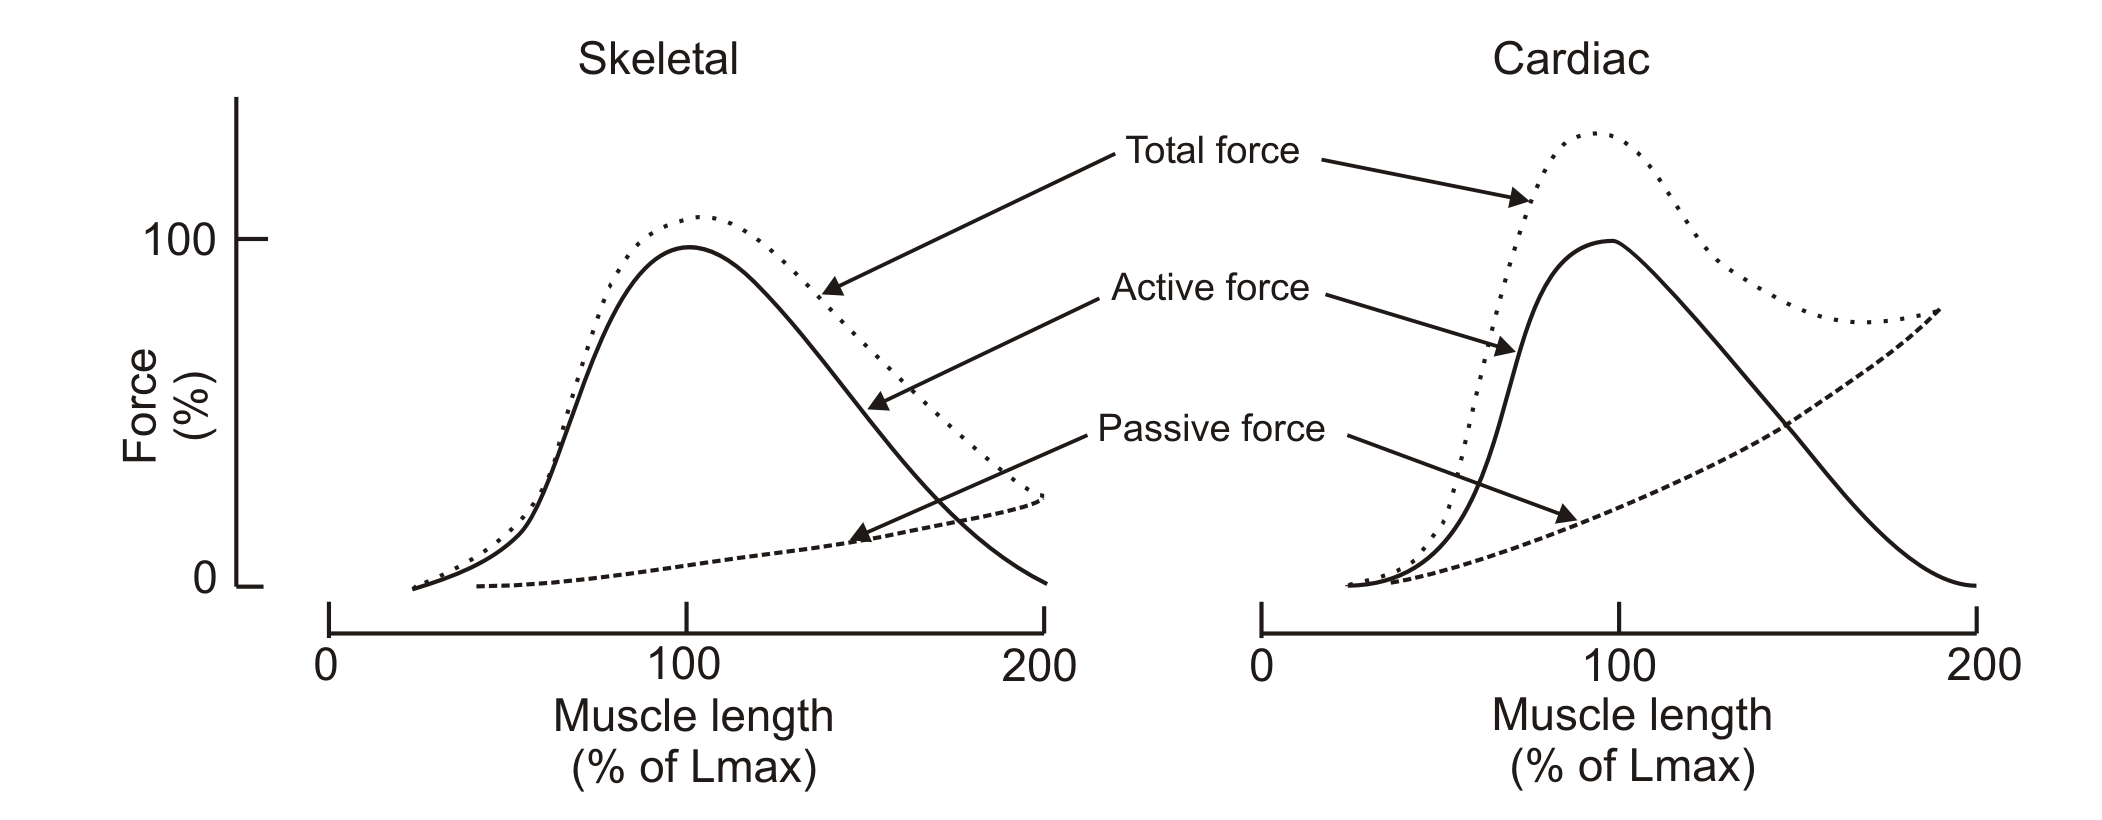 Skeletal
Cardiac
Total force
Active force
Passive force
Force
(%)
100
0
0
100
200
Muscle length
(% of Lmax)
0
100
200
Muscle length
(% of Lmax)